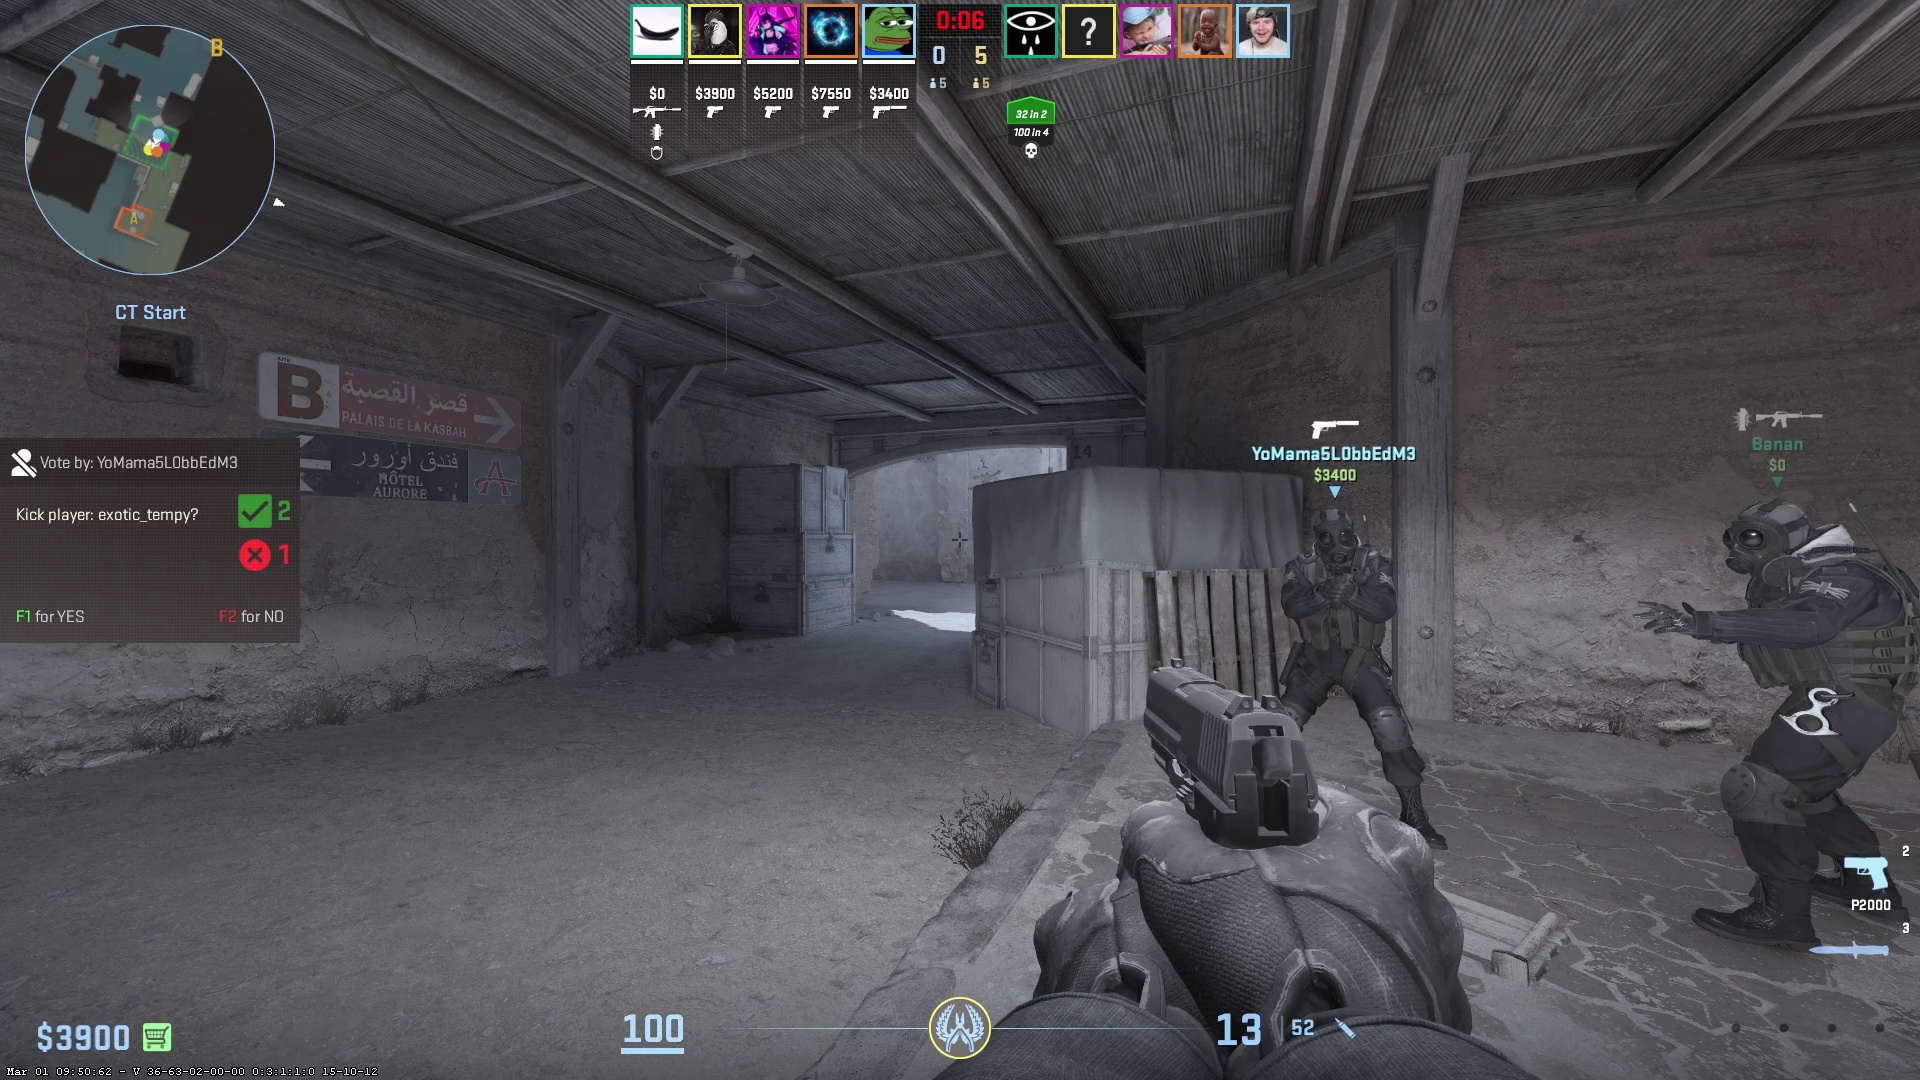 B
0:06
0 5
5 5
?
$0 $3900 $5200 $7550 $3400
32 in 2
100 in 4
A
CT Start
B
قصر القصبة
PALAIS DE LA KASBAH
فندق أورور
HÔTEL
AURORE
A
14
Vote by: YoMama5L0bbEdM3
Kick player: exotic_tempy?
2
1
F1 for YES
F2 for NO
YoMama5L0bbEdM3
$3400
Banan
$0
2
P2000
3
$3900
100
13 52
Mar 01 09:50:62 - V 36-63-02-00-00 0:3:1:1:0 15-10-12